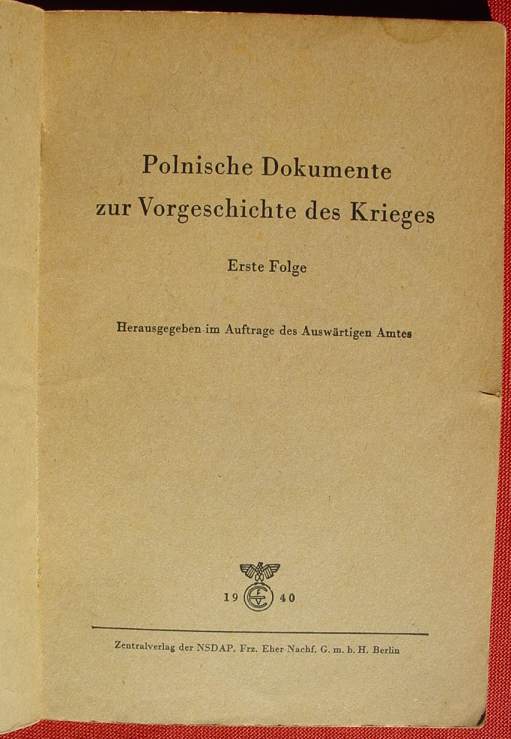 Polnische Dokumente
zur Vorgeschichte des Krieges
Erste Folge
Herausgegeben im Auftrage des Auswärtigen Amtes
19 40
Zentralverlag der NSDAP. Frz. Eher Nachf. G. m. b. H. Berlin